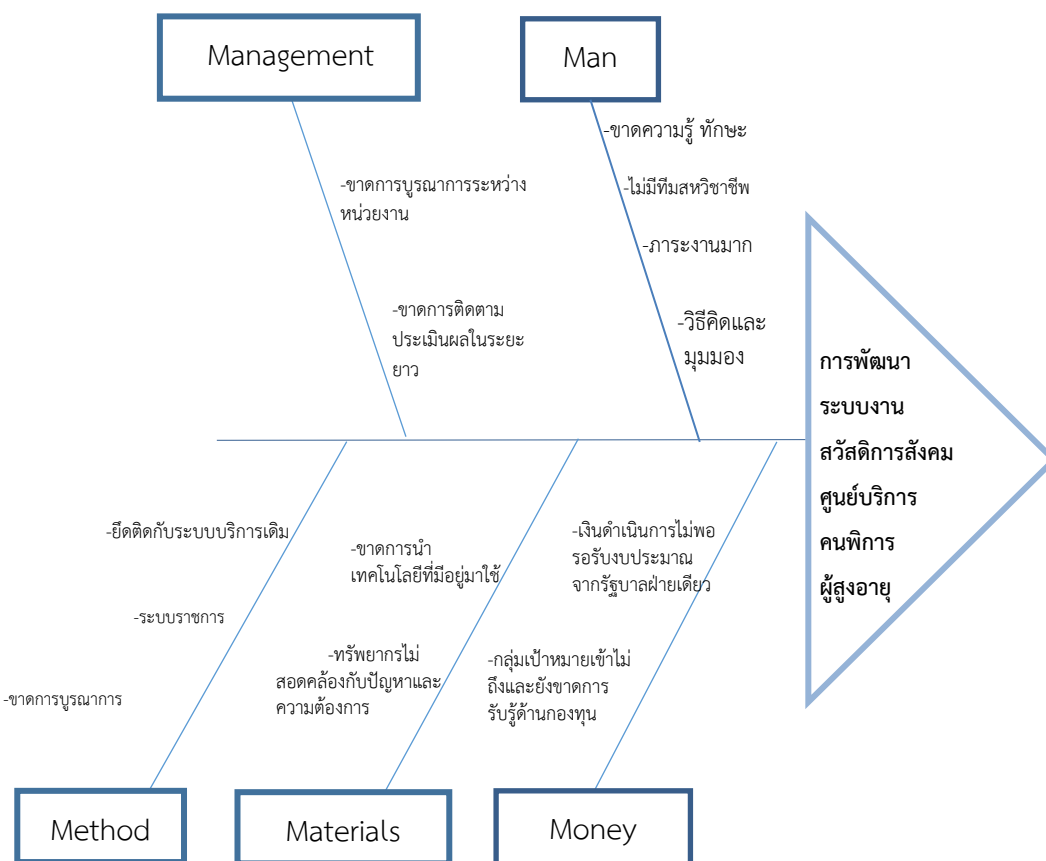 Management
Man
-ขาดความรู้ ทักษะ
-ไม่มีทีมสหวิชาชีพ
-ภาระงานมาก
-วิธีคิดและ
มุมมอง
-ขาดการบูรณาการระหว่าง
หน่วยงาน
-ขาดการติดตาม
ประเมินผลในระยะ
ยาว
การพัฒนา
ระบบงาน
สวัสดิการสังคม
ศูนย์บริการ
คนพิการ
ผู้สูงอายุ
-ยึดติดกับระบบบริการเดิม
-ระบบราชการ
-ขาดการบูรณาการ
-ขาดการนำ
เทคโนโลยีที่มีอยู่มาใช้
-ทรัพยากรไม่
สอดคล้องกับปัญหาและ
ความต้องการ
-เงินดำเนินการไม่พอ
รอรับงบประมาณ
จากรัฐบาลฝ่ายเดียว
-กลุ่มเป้าหมายเข้าไม่
ถึงและยังขาดการ
รับรู้ด้านกองทุน
Method
Materials
Money